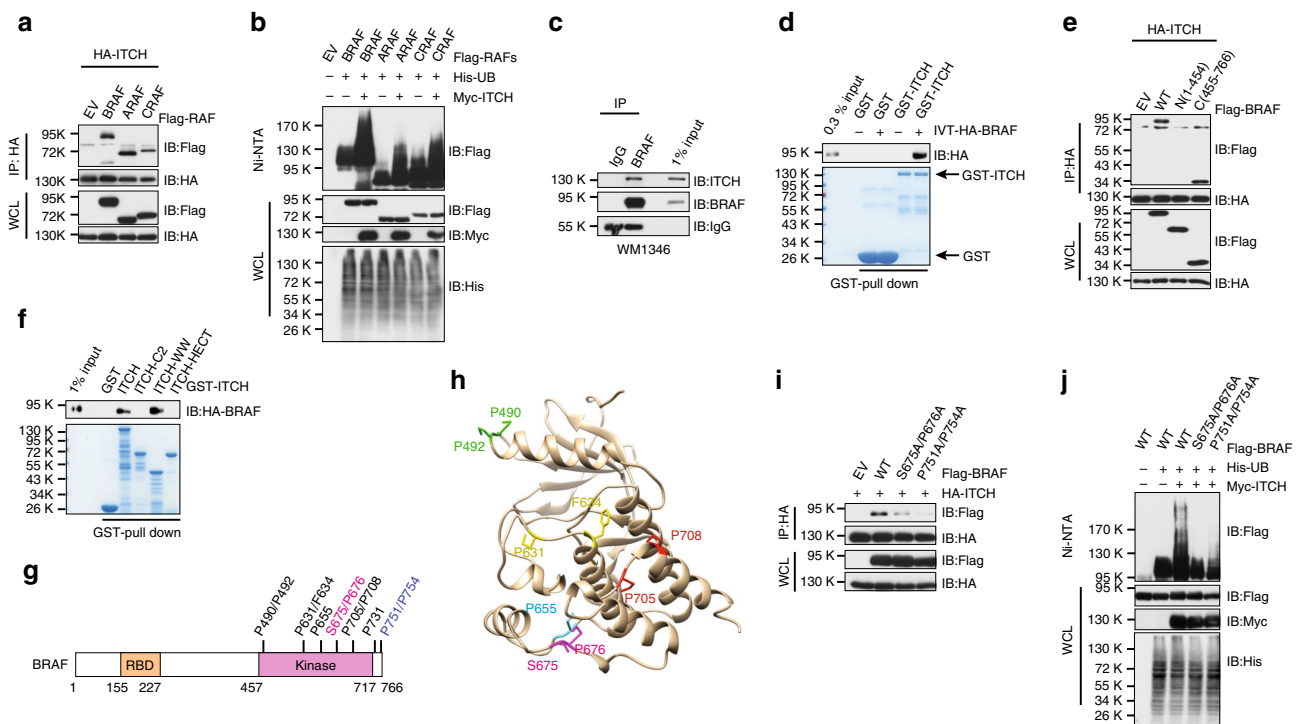 a
HA-ITCH
EV BRAF ARAF CRAF
Flag-RAF
IP: HA
95K
72K
IB:Flag
130K
IB:HA
WCL
95K
72K
IB:Flag
130K
IB:HA
b
EV BRAF BRAF ARAF ARAF CRAF CRAF
Flag-RAFs
− + + + + + + His-UB
− − + − + − + Myc-ITCH
Ni-NTA
170 K
130 K
95 K
IB:Flag
WCL
95 K
72 K
IB:Flag
130 K
IB:Myc
130 K
95 K
72 K
55 K
34 K
26 K
IB:His
c
IP
IgG BRAF 1% input
130 K
IB:ITCH
95 K
IB:BRAF
55 K
IB:IgG
WM1346
d
0.3 % input GST GST GST-ITCH GST-ITCH
− + − + IVT-HA-BRAF
95 K
IB:HA
130 K
95 K
72 K
55 K
43 K
34 K
26 K
GST-ITCH
GST
GST-pull down
e
HA-ITCH
EV WT N(1-454) C(455-766)
Flag-BRAF
IP:HA
95 K
72 K
55 K
43 K
34 K
IB:Flag
130 K
IB:HA
WCL
95 K
72 K
55 K
43 K
34 K
IB:Flag
130 K
IB:HA
f
1% input GST ITCH ITCH-C2 ITCH-WW ITCH-HECT
GST-ITCH
95 K
IB:HA-BRAF
130 K
95 K
72 K
55 K
43 K
34K
26 K
GST-pull down
g
P490/P492 P631/F634 P655 S675/P676 P705/P708 P731 P751/P754
BRAF RBD Kinase
1 155 227 457 717 766
h
P490
P492
F634
P631
P708
P705
P655
P676
S675
i
EV WT S675A/P676A P751A/P754A
Flag-BRAF
+ + + + HA-ITCH
IP:HA
95 K
IB:Flag
130 K
IB:HA
WCL
95 K
IB:Flag
130 K
IB:HA
j
WT WT WT S675A/P676A P751A/P754A
Flag-BRAF
− + + + + His-UB
− − + + + Myc-ITCH
Ni-NTA
170 K
130 K
95 K
IB:Flag
WCL
95 K
IB:Flag
130 K
IB:Myc
130 K
95 K
72 K
55 K
34 K
26 K
IB:His